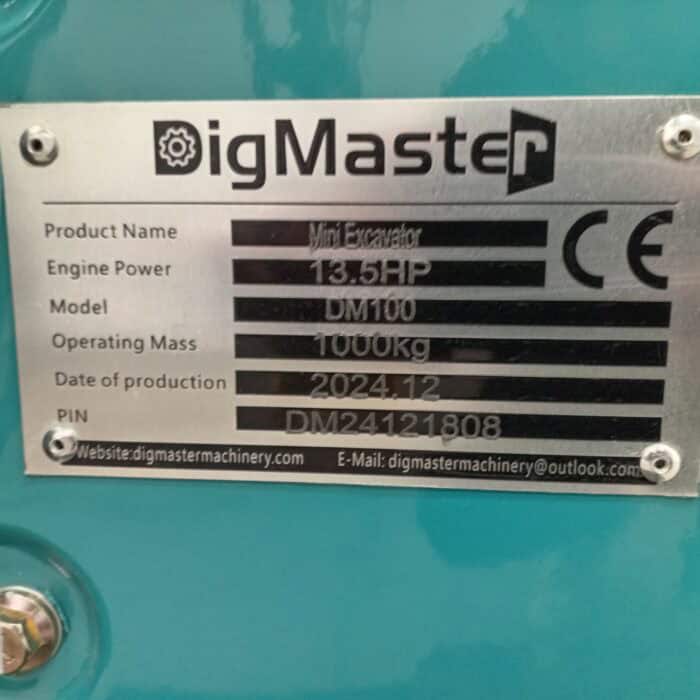 DigMaster
Product Name Mini Excavator
Engine Power 13.5HP
Model DM100
Operating Mass 1000kg
Date of production 2024.12
PIN DM24121808
CE
Website:digmastermachinery.com E-Mail: digmastermachinery@outlook.com